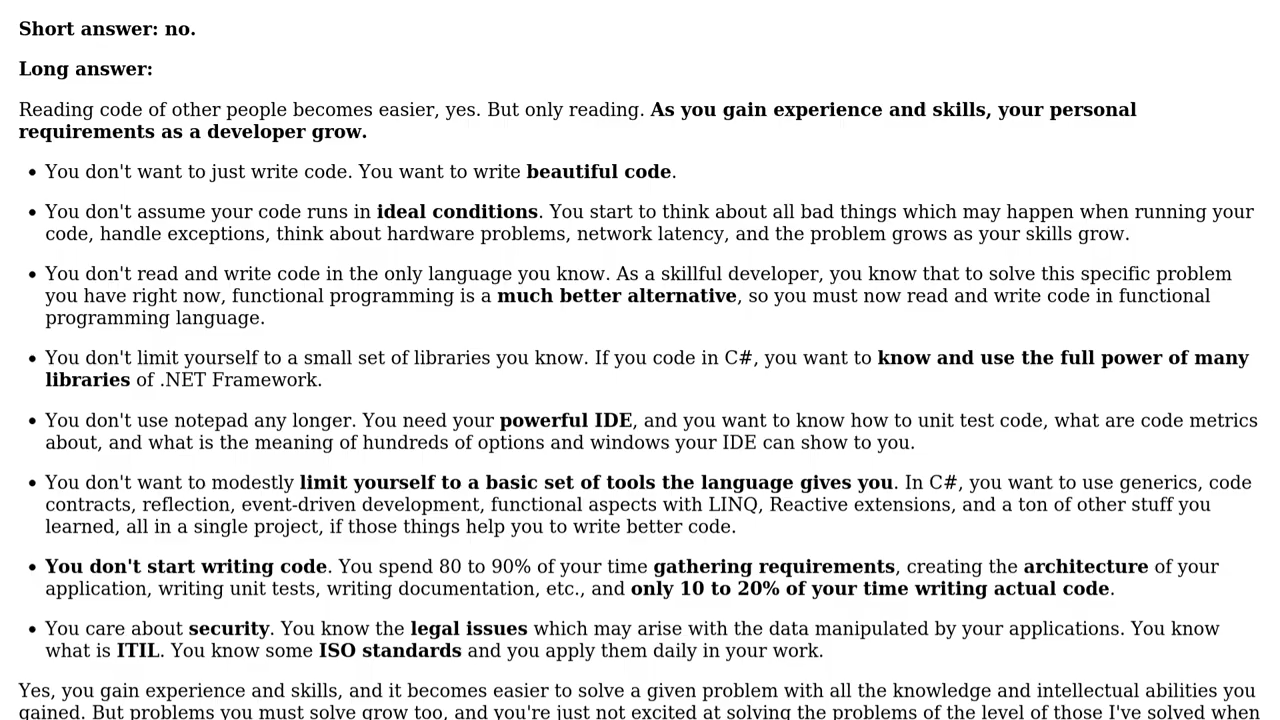 Short answer: no.
Long answer:
Reading code of other people becomes easier, yes. But only reading. As you gain experience and skills, your personal
requirements as a developer grow.
• You don't want to just write code. You want to write beautiful code.
• You don't assume your code runs in ideal conditions. You start to think about all bad things which may happen when running your
code, handle exceptions, think about hardware problems, network latency, and the problem grows as your skills grow.
• You don't read and write code in the only language you know. As a skillful developer, you know that to solve this specific problem
you have right now, functional programming is a much better alternative, so you must now read and write code in functional
programming language.
• You don't limit yourself to a small set of libraries you know. If you code in C#, you want to know and use the full power of many
libraries of .NET Framework.
• You don't use notepad any longer. You need your powerful IDE, and you want to know how to unit test code, what are code metrics
about, and what is the meaning of hundreds of options and windows your IDE can show to you.
• You don't want to modestly limit yourself to a basic set of tools the language gives you. In C#, you want to use generics, code
contracts, reflection, event-driven development, functional aspects with LINQ, Reactive extensions, and a ton of other stuff you
learned, all in a single project, if those things help you to write better code.
• You don't start writing code. You spend 80 to 90% of your time gathering requirements, creating the architecture of your
application, writing unit tests, writing documentation, etc., and only 10 to 20% of your time writing actual code.
• You care about security. You know the legal issues which may arise with the data manipulated by your applications. You know
what is ITIL. You know some ISO standards and you apply them daily in your work.
Yes, you gain experience and skills, and it becomes easier to solve a given problem with all the knowledge and intellectual abilities you
gained. But problems you must solve grow too, and you're just not excited at solving the problems of the level of those I've solved when